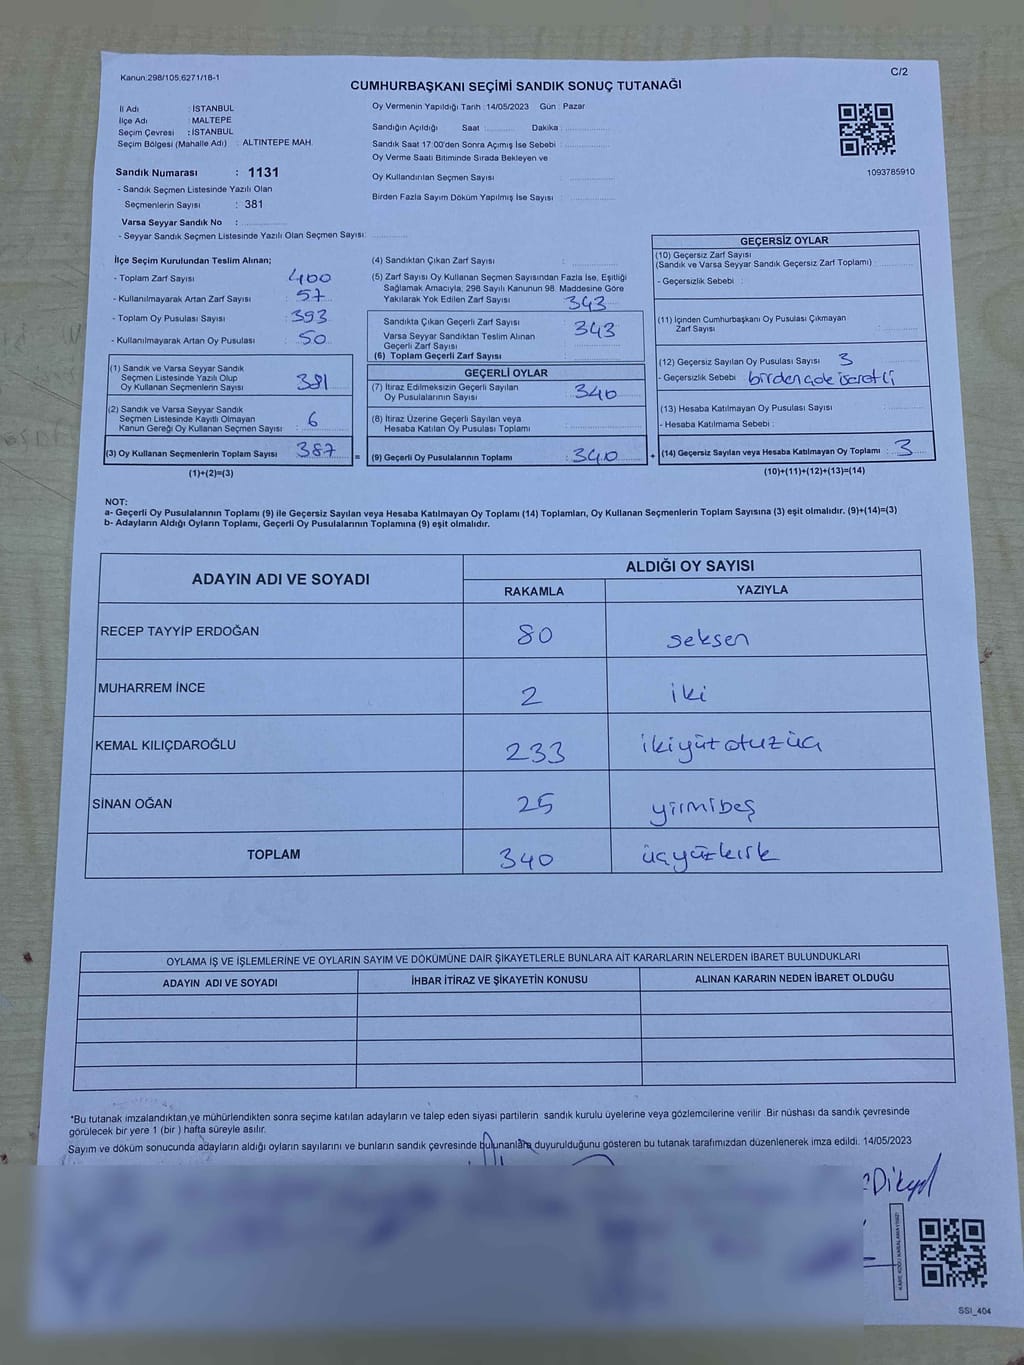 Kanun.298/105.6271/18-1
C/2
CUMHURBAŞKANI SEÇİMİ SANDIK SONUÇ TUTANAĞI
İl Adı : İSTANBUL
İlçe Adı : MALTEPE
Seçim Çevresi : İSTANBUL
Seçim Bölgesi (Mahalle Adı) : ALTINTEPE MAH.
Oy Vermenin Yapıldığı Tarih : 14/05/2023 Gün : Pazar
Sandığın Açıldığı Saat : Dakika :
Sandık Saat 17:00'den Sonra Açımış İse Sebebi :
Oy Verme Saati Bitiminde Sırada Bekleyen ve
Oy Kullandırılan Seçmen Sayısı :
Birden Fazla Sayım Döküm Yapılmış İse Sayısı :
1093785910
Sandık Numarası : 1131
- Sandık Seçmen Listesinde Yazılı Olan
Seçmenlerin Sayısı : 381
Varsa Seyyar Sandık No :
- Seyyar Sandık Seçmen Listesinde Yazılı Olan Seçmen Sayısı:
İlçe Seçim Kurulundan Teslim Alınan;
- Toplam Zarf Sayısı : 400
- Kullanılmayarak Artan Zarf Sayısı : 57
- Toplam Oy Pusulası Sayısı : 393
- Kullanılmayarak Artan Oy Pusulası : 50
(1) Sandık ve Varsa Seyyar Sandık
Seçmen Listesinde Yazılı Olup
Oy Kullanan Seçmenlerin Sayısı : 381
(2) Sandık ve Varsa Seyyar Sandık
Seçmen Listesinde Kayıtlı Olmayan
Kanun Gereği Oy Kullanan Seçmen Sayısı : 6
(3) Oy Kullanan Seçmenlerin Toplam Sayısı : 387
(1)+(2)=(3)
=
(4) Sandıktan Çıkan Zarf Sayısı :
(5) Zarf Sayısı Oy Kullanan Seçmen Sayısından Fazla İse, Eşitliği
Sağlamak Amacıyla, 298 Sayılı Kanunun 98. Maddesine Göre
Yakılarak Yok Edilen Zarf Sayısı : 343
Sandıkta Çıkan Geçerli Zarf Sayısı : 343
Varsa Seyyar Sandıktan Teslim Alınan
Geçerli Zarf Sayısı :
(6) Toplam Geçerli Zarf Sayısı :
GEÇERLİ OYLAR
(7) İtiraz Edilmeksizin Geçerli Sayılan
Oy Pusulasının Sayısı : 340
(8) İtiraz Üzerine Geçerli Sayılan veya
Hesaba Katılan Oy Pusulası Toplamı :
(9) Geçerli Oy Pusulalarının Toplamı : 340
+
GEÇERSİZ OYLAR
(10) Geçersiz Zarf Sayısı
(Sandık ve Varsa Seyyar Sandık Geçersiz Zarf Toplamı) :
- Geçersizlik Sebebi :
(11) İçinden Cumhurbaşkanı Oy Pusulası Çıkmayan
Zarf Sayısı :
(12) Geçersiz Sayılan Oy Pusulası Sayısı : 3
- Geçersizlik Sebebi : birden çok işaretli
(13) Hesaba Katılmayan Oy Pusulası Sayısı :
- Hesaba Katılmama Sebebi :
(14) Geçersiz Sayılan veya Hesaba Katılmayan Oy Toplamı : 3
(10)+(11)+(12)+(13)=(14)
NOT:
a- Geçerli Oy Pusulalarının Toplamı (9) ile Geçersiz Sayılan veya Hesaba Katılmayan Oy Toplamı (14) Toplamları, Oy Kullanan Seçmenlerin Toplam Sayısına (3) eşit olmalıdır. (9)+(14)=(3)
b- Adayların Aldığı Oyların Toplamı, Geçerli Oy Pusulalarının Toplamına (9) eşit olmalıdır.
ADAYIN ADI VE SOYADI
ALDIĞI OY SAYISI
RAKAMLA YAZIYLA
RECEP TAYYİP ERDOĞAN 80 seksen
MUHARREM İNCE 2 iki
KEMAL KILIÇDAROĞLU 233 ikiyüzotuzüç
SİNAN OĞAN 25 yirmibeş
TOPLAM 340 üçyüzkırk
OYLAMA İŞ VE İŞLEMLERİNE VE OYLARIN SAYIM VE DÖKÜMÜNE DAİR ŞİKAYETLERLE BUNLARA AİT KARARLARIN NELERDEN İBARET BULUNDUKLARI
ADAYIN ADI VE SOYADI İHBAR İTİRAZ VE ŞİKAYETİN KONUSU ALINAN KARARIN NEDEN İBARET OLDUĞU
*Bu tutanak imzalandıktan ve mühürlendikten sonra seçime katılan adayların ve talep eden siyasi partilerin sandık kurulu üyelerine veya gözlemcilerine verilir .Bir nüshası da sandık çevresinde
görülecek bir yere 1 (bir ) hafta süreyle asılır.
Sayım ve döküm sonucunda adayların aldığı oyların sayılarını ve bunların sandık çevresinde bulunanlara duyurulduğunu gösteren bu tutanak tarafımızdan düzenlenerek imza edildi. 14/05/2023
SSI_404